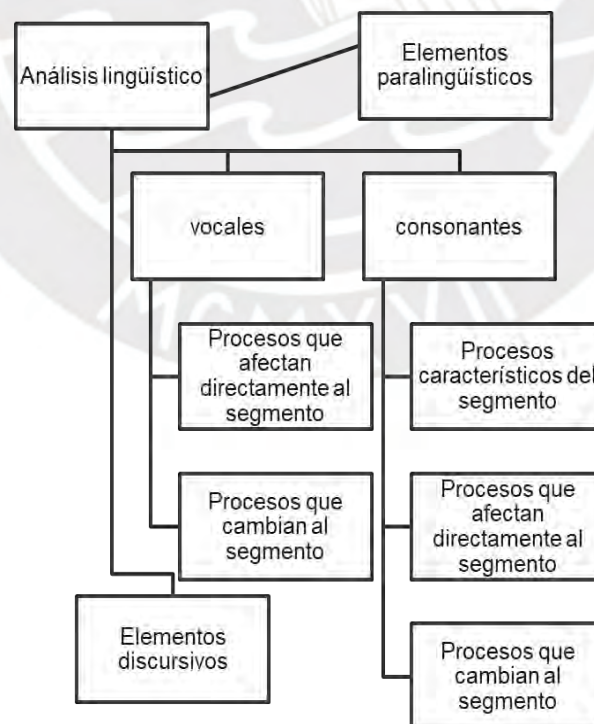 Análisis lingüístico
Elementos
paralingüísticos
vocales
consonantes
MCMXVII
Procesos que
afectan
directamente al
segmento
Procesos
característicos del
segmento
Procesos que
cambian al
segmento
Procesos que
afectan
directamente al
segmento
Elementos
discursivos
Procesos que
cambian al
segmento